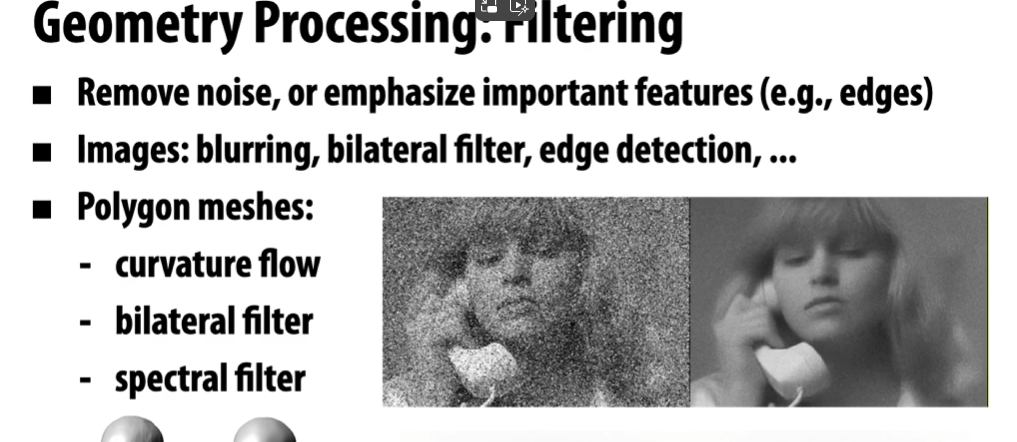 Geometry Processing: Filtering
■ Remove noise, or emphasize important features (e.g., edges)
■ Images: blurring, bilateral filter, edge detection, ...
■ Polygon meshes:
- curvature flow
- bilateral filter
- spectral filter